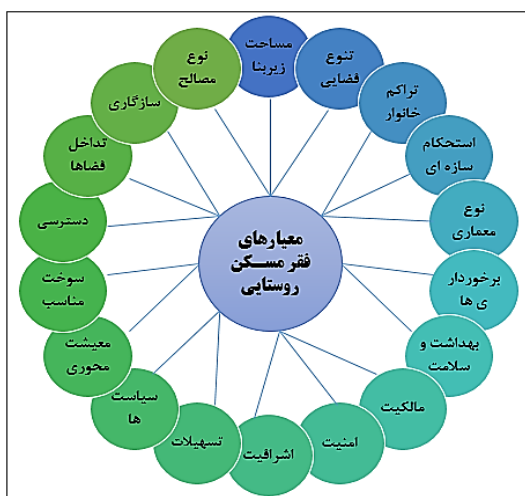 معیارهای
فقر مسکن
روستایی
مساحت
زیربنا
تنوع
فضایی
تراکم
خانوار
استحکام
سازه ای
نوع
معماری
برخوردار
ی ها
بهداشت و
سلامت
مالکیت
امنیت
اشرافیت
تسهیلات
سیاست
ها
معیشت
محوری
سوخت
مناسب
دسترسی
تداخل
فضاها
سازگاری
نوع
مصالح